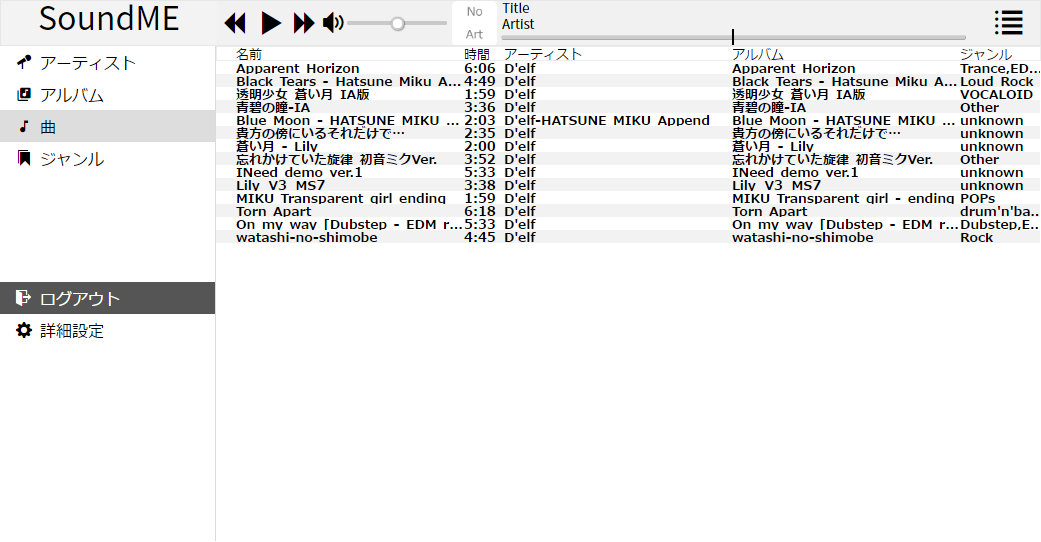 SoundME
No
Art
Title
Artist
アーティスト
アルバム
曲
ジャンル
ログアウト
詳細設定
名前 時間 アーティスト アルバム ジャンル
Apparent Horizon 6:06 D'elf Apparent Horizon Trance,ED...
Black Tears - Hatsune Miku A... 4:49 D'elf Black Tears - Hatsune Miku A... Loud Rock
透明少女 蒼い月 IA版 1:59 D'elf 透明少女 蒼い月 IA版 VOCALOID
青碧の瞳-IA 3:36 D'elf 青碧の瞳-IA Other
Blue Moon - HATSUNE MIKU ... 2:03 D'elf-HATSUNE MIKU Append Blue Moon - HATSUNE MIKU ... unknown
貴方の傍にいるそれだけで… 2:35 D'elf 貴方の傍にいるそれだけで… unknown
蒼い月 - Lily 2:00 D'elf 蒼い月 - Lily unknown
忘れかけていた旋律 初音ミクVer. 3:52 D'elf 忘れかけていた旋律 初音ミクVer. Other
INeed demo ver.1 5:33 D'elf INeed demo ver.1 unknown
Lily V3 MS7 3:38 D'elf Lily V3 MS7 unknown
MIKU Transparent girl ending 1:59 D'elf MIKU Transparent girl - ending POPs
Torn Apart 6:18 D'elf Torn Apart drum'n'ba...
On my way [Dubstep - EDM r... 5:33 D'elf On my way [Dubstep - EDM r... Dubstep,E...
watashi-no-shimobe 4:45 D'elf watashi-no-shimobe Rock